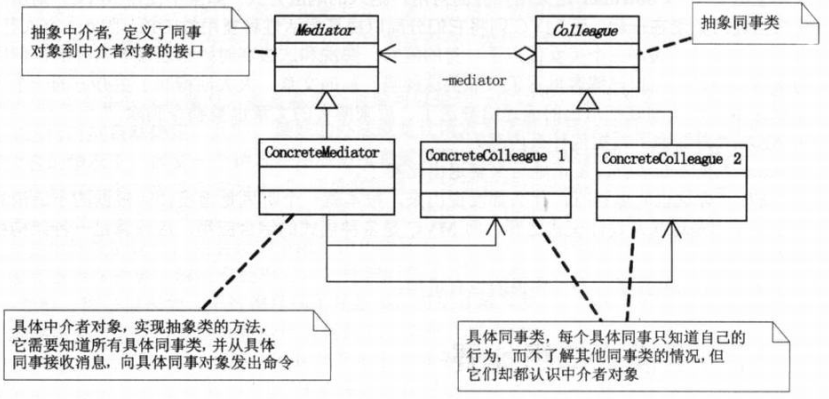 抽象中介者，定义了同事
对象到中介者对象的接口
Mediator
Colleague
抽象同事类
-mediator
ConcreteMediator
ConcreteColleague 1
ConcreteColleague 2
具体中介者对象，实现抽象类的方法，
它需要知道所有具体同事类，并从具体
同事接收消息，向具体同事对象发出命令
具体同事类，每个具体同事只知道自己的
行为，而不了解其他同事类的情况，但
它们却都认识中介者对象